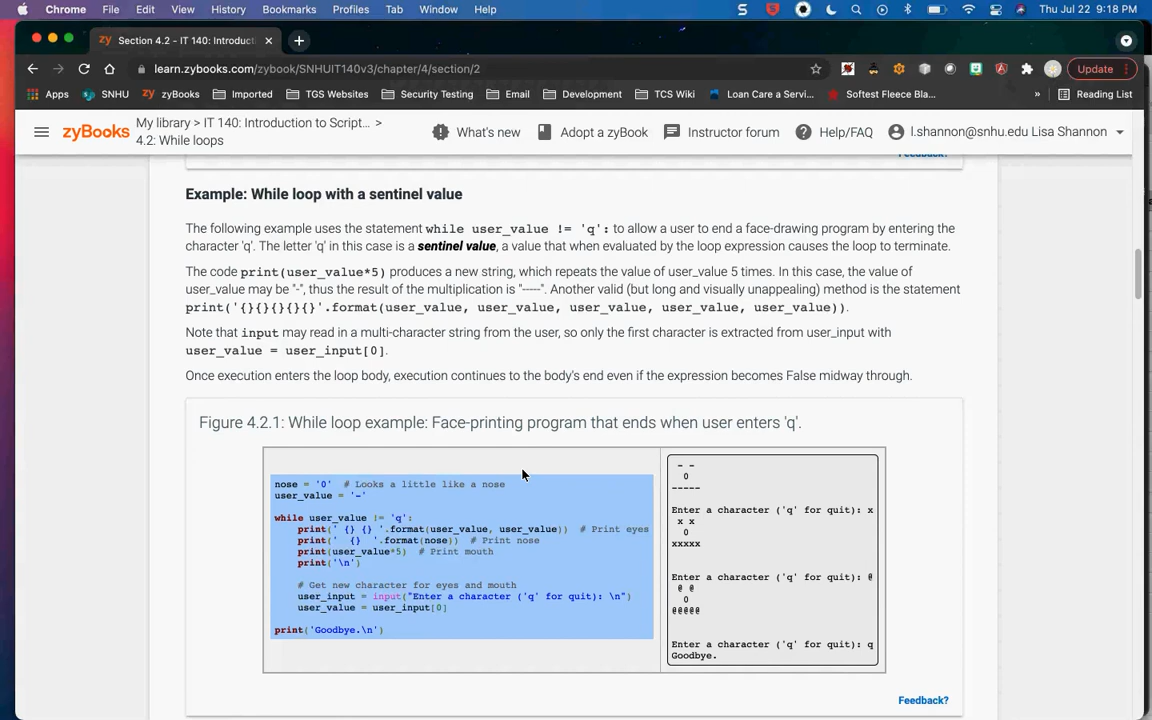 Chrome File Edit View History Bookmarks Profiles Tab Window Help Thu Jul 22 9:18 PM
zy Section 4.2 - IT 140: Introduct
learn.zybooks.com/zybook/SNHUIT140v3/chapter/4/section/2 Update
Apps SNHU zy zyBooks Imported TGS Websites Security Testing Email Development TCS Wiki Loan Care a Servi... Softest Fleece Bla... » Reading List
zyBooks My library > IT 140: Introduction to Script... >
4.2: While loops
What's new Adopt a zyBook Instructor forum Help/FAQ l.shannon@snhu.edu Lisa Shannon
Feedback?
Example: While loop with a sentinel value
The following example uses the statement while user_value != 'q': to allow a user to end a face-drawing program by entering the
character 'q'. The letter 'q' in this case is a sentinel value, a value that when evaluated by the loop expression causes the loop to terminate.
The code print(user_value*5) produces a new string, which repeats the value of user_value 5 times. In this case, the value of
user_value may be "-", thus the result of the multiplication is "-----". Another valid (but long and visually unappealing) method is the statement
print('{}{}{}{}{}'.format(user_value, user_value, user_value, user_value, user_value)).
Note that input may read in a multi-character string from the user, so only the first character is extracted from user_input with
user_value = user_input[0].
Once execution enters the loop body, execution continues to the body's end even if the expression becomes False midway through.
Figure 4.2.1: While loop example: Face-printing program that ends when user enters 'q'.
nose = '0' # Looks a little like a nose
user_value = '-'
while user_value != 'q':
print(' {} {} '.format(user_value, user_value)) # Print eyes
print('  {}  '.format(nose)) # Print nose
print(user_value*5) # Print mouth
print('\n')
# Get new character for eyes and mouth
user_input = input("Enter a character ('q' for quit): \n")
user_value = user_input[0]
print('Goodbye.\n')
- -
0
-----
Enter a character ('q' for quit): x
x x
0
xxxxx
Enter a character ('q' for quit): @
@ @
0
@@@@@
Enter a character ('q' for quit): q
Goodbye.
Feedback?